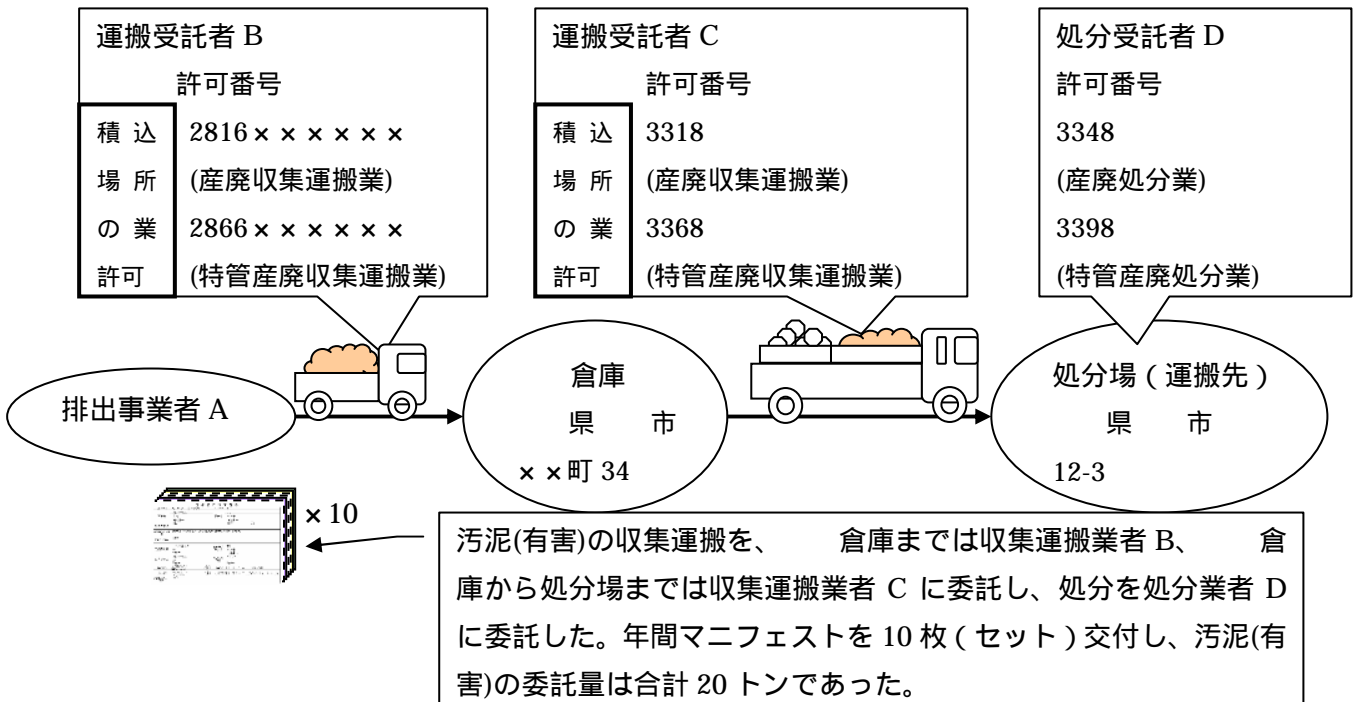 運搬受託者 B
許可番号
積 込
場 所
の 業
許可
2816××××××
(産廃収集運搬業)
2866××××××
(特管産廃収集運搬業)
運搬受託者 C
許可番号
積 込
場 所
の 業
許可
3318
(産廃収集運搬業)
3368
(特管産廃収集運搬業)
処分受託者 D
許可番号
3348
(産廃処分業)
3398
(特管産廃処分業)
排出事業者 A
倉庫
県 市
××町 34
処分場(運搬先)
県 市
12-3
×10
汚泥(有害)の収集運搬を、 倉庫までは収集運搬業者 B、 倉
庫から処分場までは収集運搬業者 C に委託し、処分を処分業者 D
に委託した。年間マニフェストを 10 枚(セット)交付し、汚泥(有
害)の委託量は合計 20 トンであった。